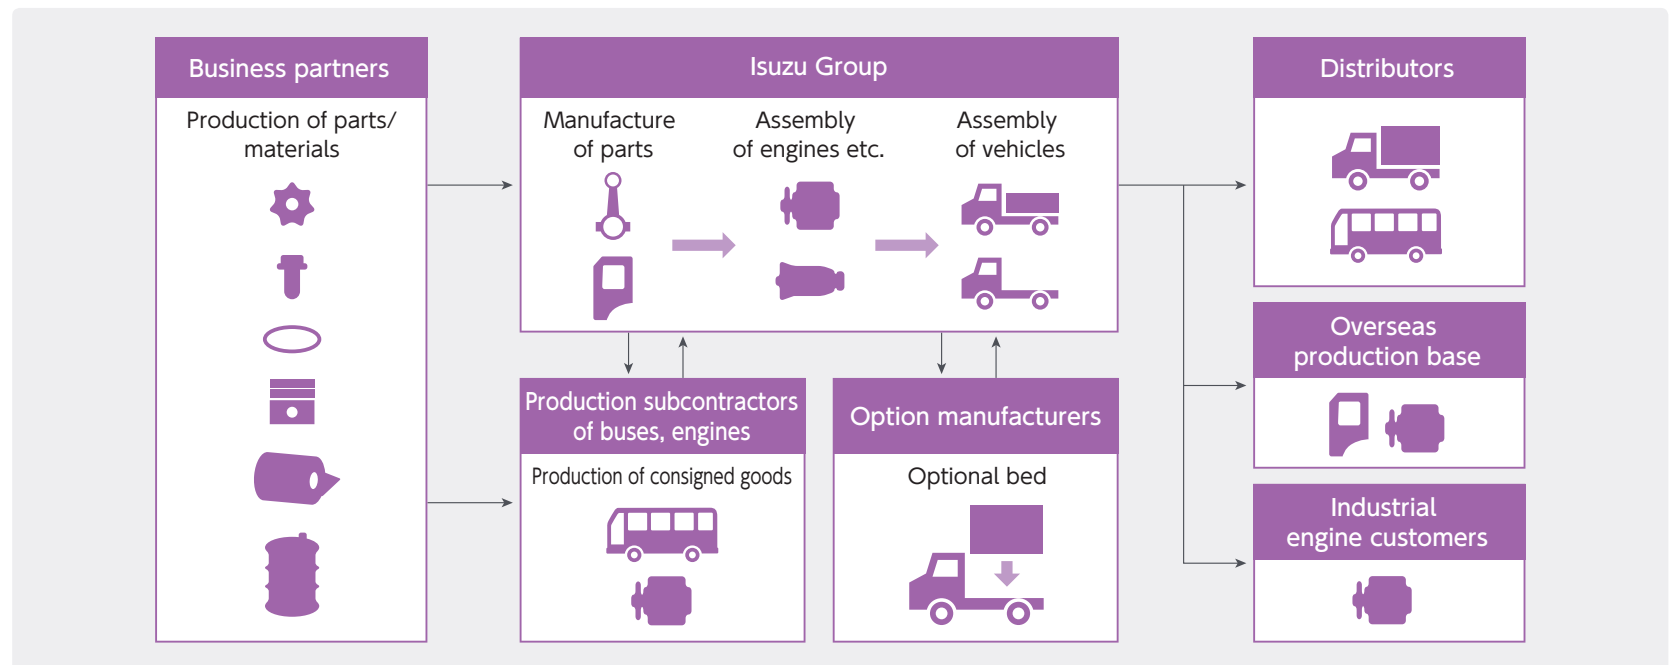 Business partners
Production of parts/
materials
Isuzu Group
Manufacture
of parts
Assembly
of engines etc.
Assembly
of vehicles
Production subcontractors
of buses, engines
Production of consigned goods
Option manufacturers
Optional bed
Distributors
Overseas
production base
Industrial
engine customers